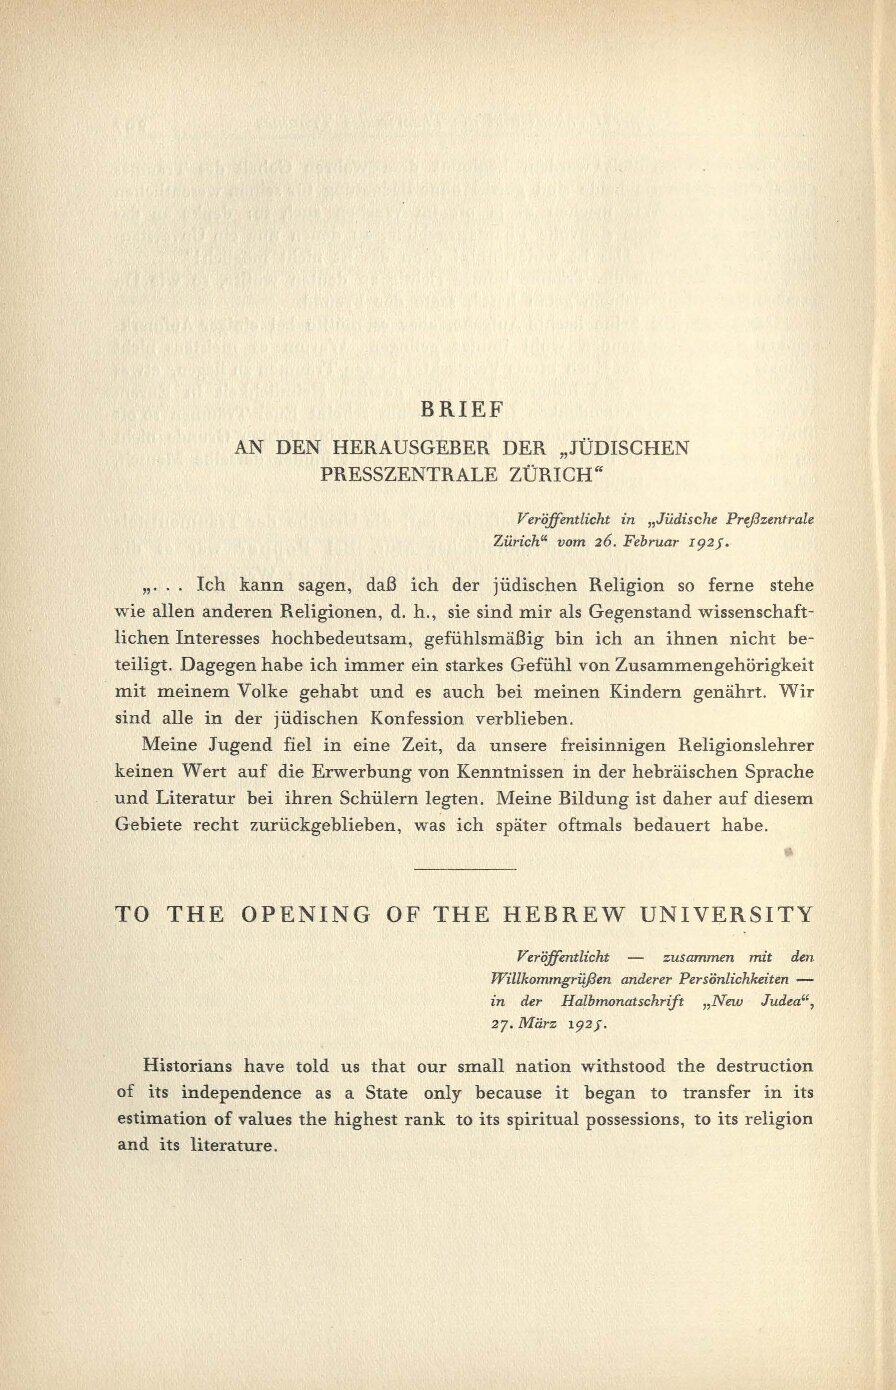 BRIEF
AN DEN HERAUSGEBER DER „JÜDISCHEN
PRESSZENTRALE ZÜRICH“
Veröffentlicht in „Jüdische Preßzentrale
Zürich“ vom 26. Februar 1925.
„. . . Ich kann sagen, daß ich der jüdischen Religion so ferne stehe
wie allen anderen Religionen, d. h., sie sind mir als Gegenstand wissenschaft-
lichen Interesses hochbedeutsam, gefühlsmäßig bin ich an ihnen nicht be-
teiligt. Dagegen habe ich immer ein starkes Gefühl von Zusammengehörigkeit
mit meinem Volke gehabt und es auch bei meinen Kindern genährt. Wir
sind alle in der jüdischen Konfession verblieben.
Meine Jugend fiel in eine Zeit, da unsere freisinnigen Religionslehrer
keinen Wert auf die Erwerbung von Kenntnissen in der hebräischen Sprache
und Literatur bei ihren Schülern legten. Meine Bildung ist daher auf diesem
Gebiete recht zurückgeblieben, was ich später oftmals bedauert habe.
TO THE OPENING OF THE HEBREW UNIVERSITY
Veröffentlicht — zusammen mit den
Willkommgrüßen anderer Persönlichkeiten —
in der Halbmonatschrift „New Judea“,
27. März 1925.
Historians have told us that our small nation withstood the destruction
of its independence as a State only because it began to transfer in its
estimation of values the highest rank to its spiritual possessions, to its religion
and its literature.